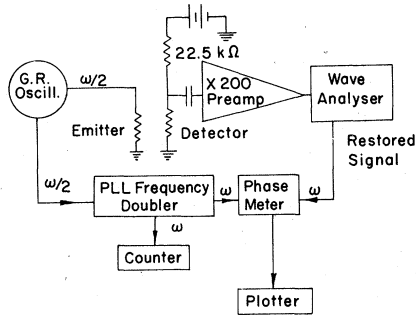 G.R.
Oscill.
ω/2
Emitter
22.5 kΩ
X 200
Preamp
Detector
Wave
Analyser
Restored
Signal
ω/2
PLL Frequency
Doubler
ω
Phase
Meter
ω
ω
Counter
Plotter